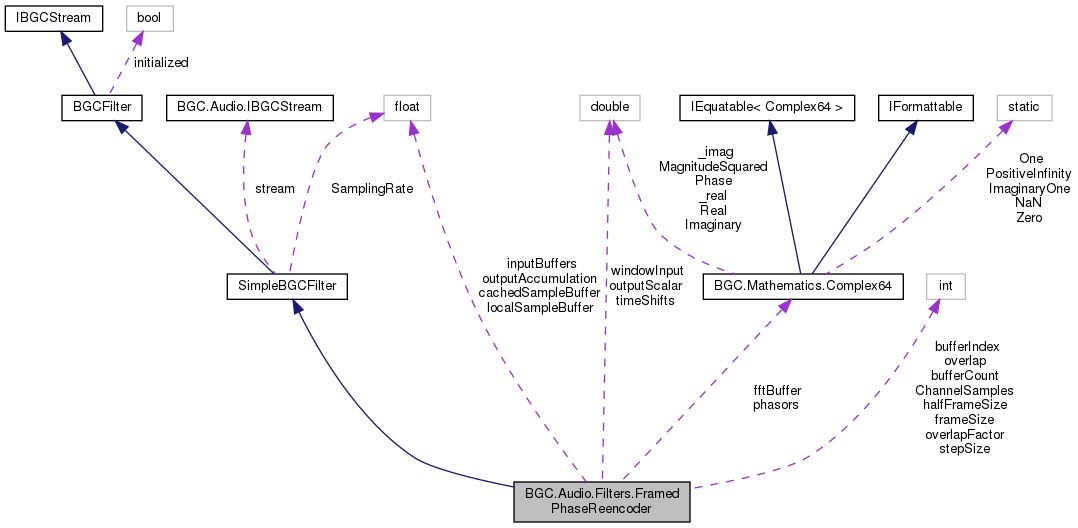 IBGCStream
bool
initialized
BGCFilter
BGC.Audio.IBGCStream
float
double
IEquatable< Complex64 >
IFormattable
static
stream
SamplingRate
_imag
MagnitudeSquared
Phase
_real
Real
Imaginary
One
PositiveInfinity
ImaginaryOne
NaN
Zero
SimpleBGCFilter
inputBuffers
outputAccumulation
cachedSampleBuffer
localSampleBuffer
windowInput
outputScalar
timeShifts
BGC.Mathematics.Complex64
int
fftBuffer
phasors
bufferIndex
overlap
bufferCount
ChannelSamples
halfFrameSize
frameSize
overlapFactor
stepSize
BGC.Audio.Filters.Framed
PhaseReencoder